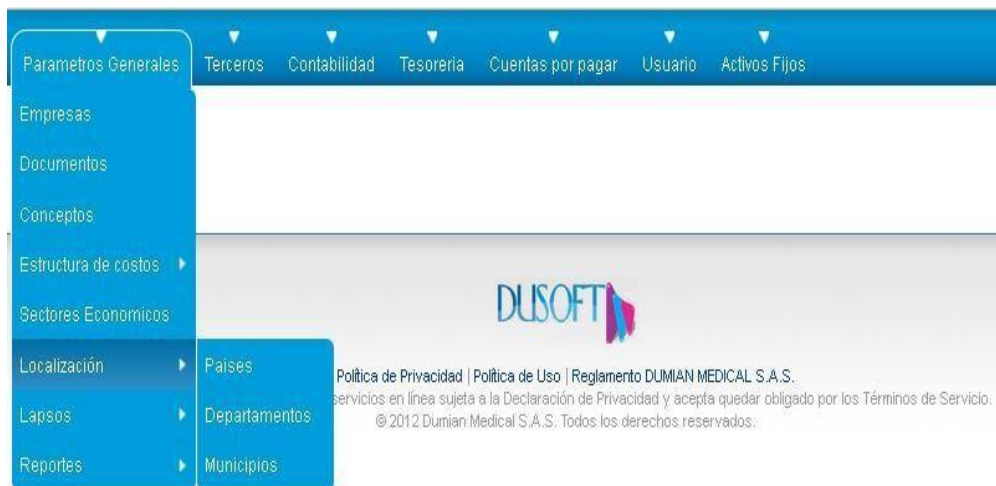 Parametros Generales Terceros Contabilidad Tesoreria Cuentas por pagar Usuario Activos Fijos
Empresas
Documentos
Conceptos
Estructura de costos
Sectores Economicos
Localización
Lapsos
Reportes
Paises
Departamentos
Municipios
DUSOFT
Política de Privacidad | Política de Uso | Reglamento DUMIAN MEDICAL S.A.S.
servicios en línea sujeta a la Declaración de Privacidad y acepta quedar obligado por los Términos de Servicio.
© 2012 Dumian Medical S.A.S. Todos los derechos reservados.